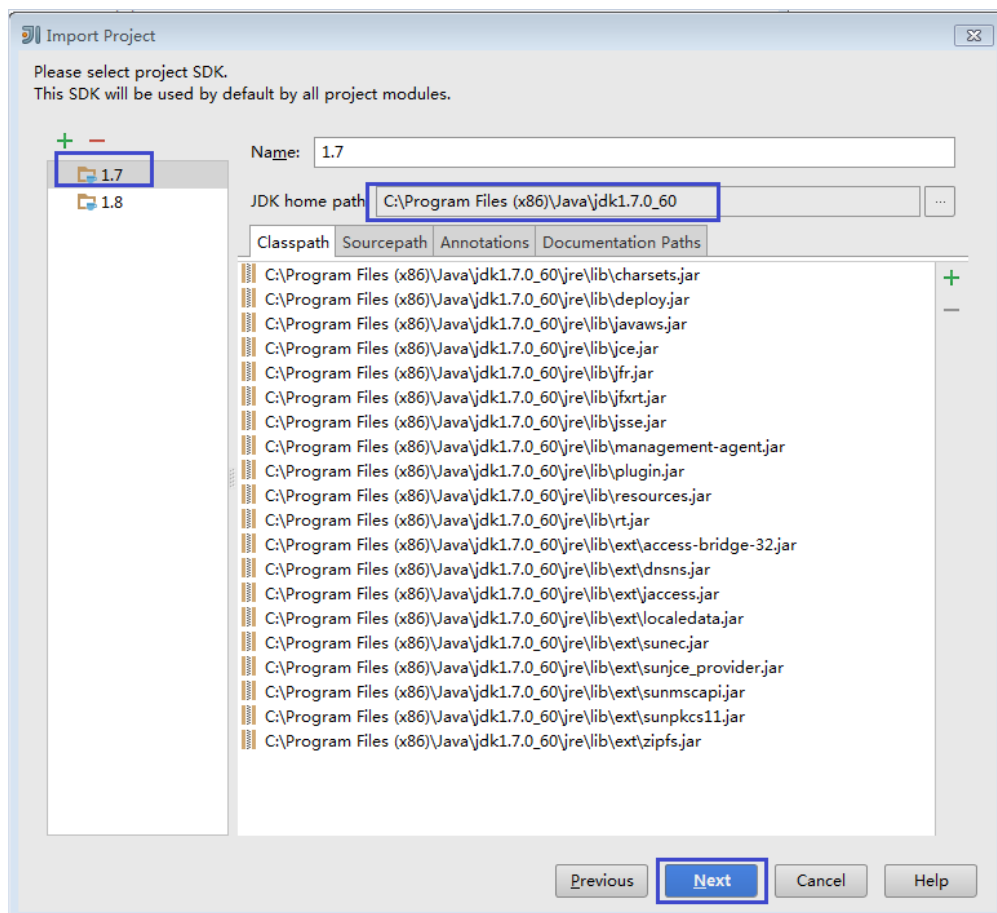 Import Project
Please select project SDK.
This SDK will be used by default by all project modules.
1.7
1.8
Name: 1.7
JDK home path C:\Program Files (x86)\Java\jdk1.7.0_60 ...
Classpath Sourcepath Annotations Documentation Paths
C:\Program Files (x86)\Java\jdk1.7.0_60\jre\lib\charsets.jar
C:\Program Files (x86)\Java\jdk1.7.0_60\jre\lib\deploy.jar
C:\Program Files (x86)\Java\jdk1.7.0_60\jre\lib\javaws.jar
C:\Program Files (x86)\Java\jdk1.7.0_60\jre\lib\jce.jar
C:\Program Files (x86)\Java\jdk1.7.0_60\jre\lib\jfr.jar
C:\Program Files (x86)\Java\jdk1.7.0_60\jre\lib\jfxrt.jar
C:\Program Files (x86)\Java\jdk1.7.0_60\jre\lib\jsse.jar
C:\Program Files (x86)\Java\jdk1.7.0_60\jre\lib\management-agent.jar
C:\Program Files (x86)\Java\jdk1.7.0_60\jre\lib\plugin.jar
C:\Program Files (x86)\Java\jdk1.7.0_60\jre\lib\resources.jar
C:\Program Files (x86)\Java\jdk1.7.0_60\jre\lib\rt.jar
C:\Program Files (x86)\Java\jdk1.7.0_60\jre\lib\ext\access-bridge-32.jar
C:\Program Files (x86)\Java\jdk1.7.0_60\jre\lib\ext\dnsns.jar
C:\Program Files (x86)\Java\jdk1.7.0_60\jre\lib\ext\jaccess.jar
C:\Program Files (x86)\Java\jdk1.7.0_60\jre\lib\ext\localedata.jar
C:\Program Files (x86)\Java\jdk1.7.0_60\jre\lib\ext\sunec.jar
C:\Program Files (x86)\Java\jdk1.7.0_60\jre\lib\ext\sunjce_provider.jar
C:\Program Files (x86)\Java\jdk1.7.0_60\jre\lib\ext\sunmscapi.jar
C:\Program Files (x86)\Java\jdk1.7.0_60\jre\lib\ext\sunpkcs11.jar
C:\Program Files (x86)\Java\jdk1.7.0_60\jre\lib\ext\zipfs.jar
Previous Next Cancel Help